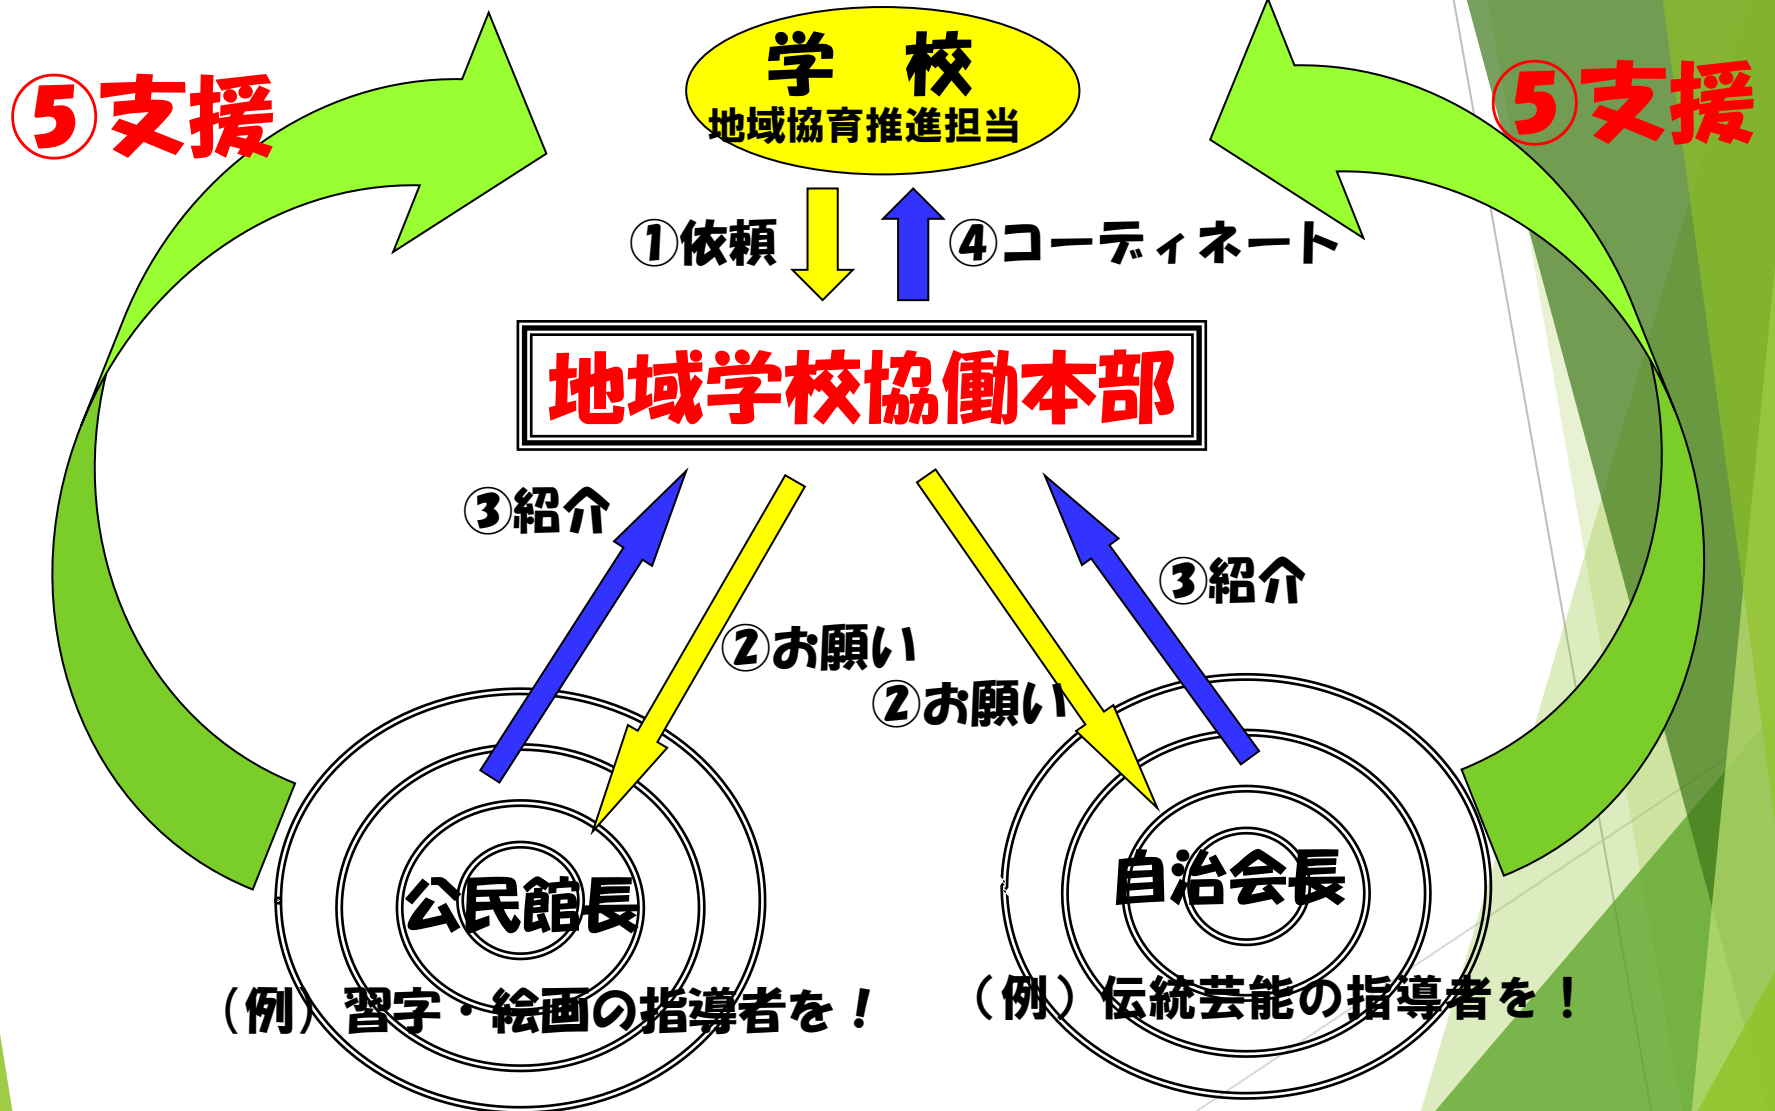 学　校
地域協育推進担当
⑤支援
⑤支援
①依頼
④コーディネート
地域学校協働本部
③紹介
③紹介
②お願い
②お願い
公民館長
自治会長
（例）習字・絵画の指導者を！
（例）伝統芸能の指導者を！